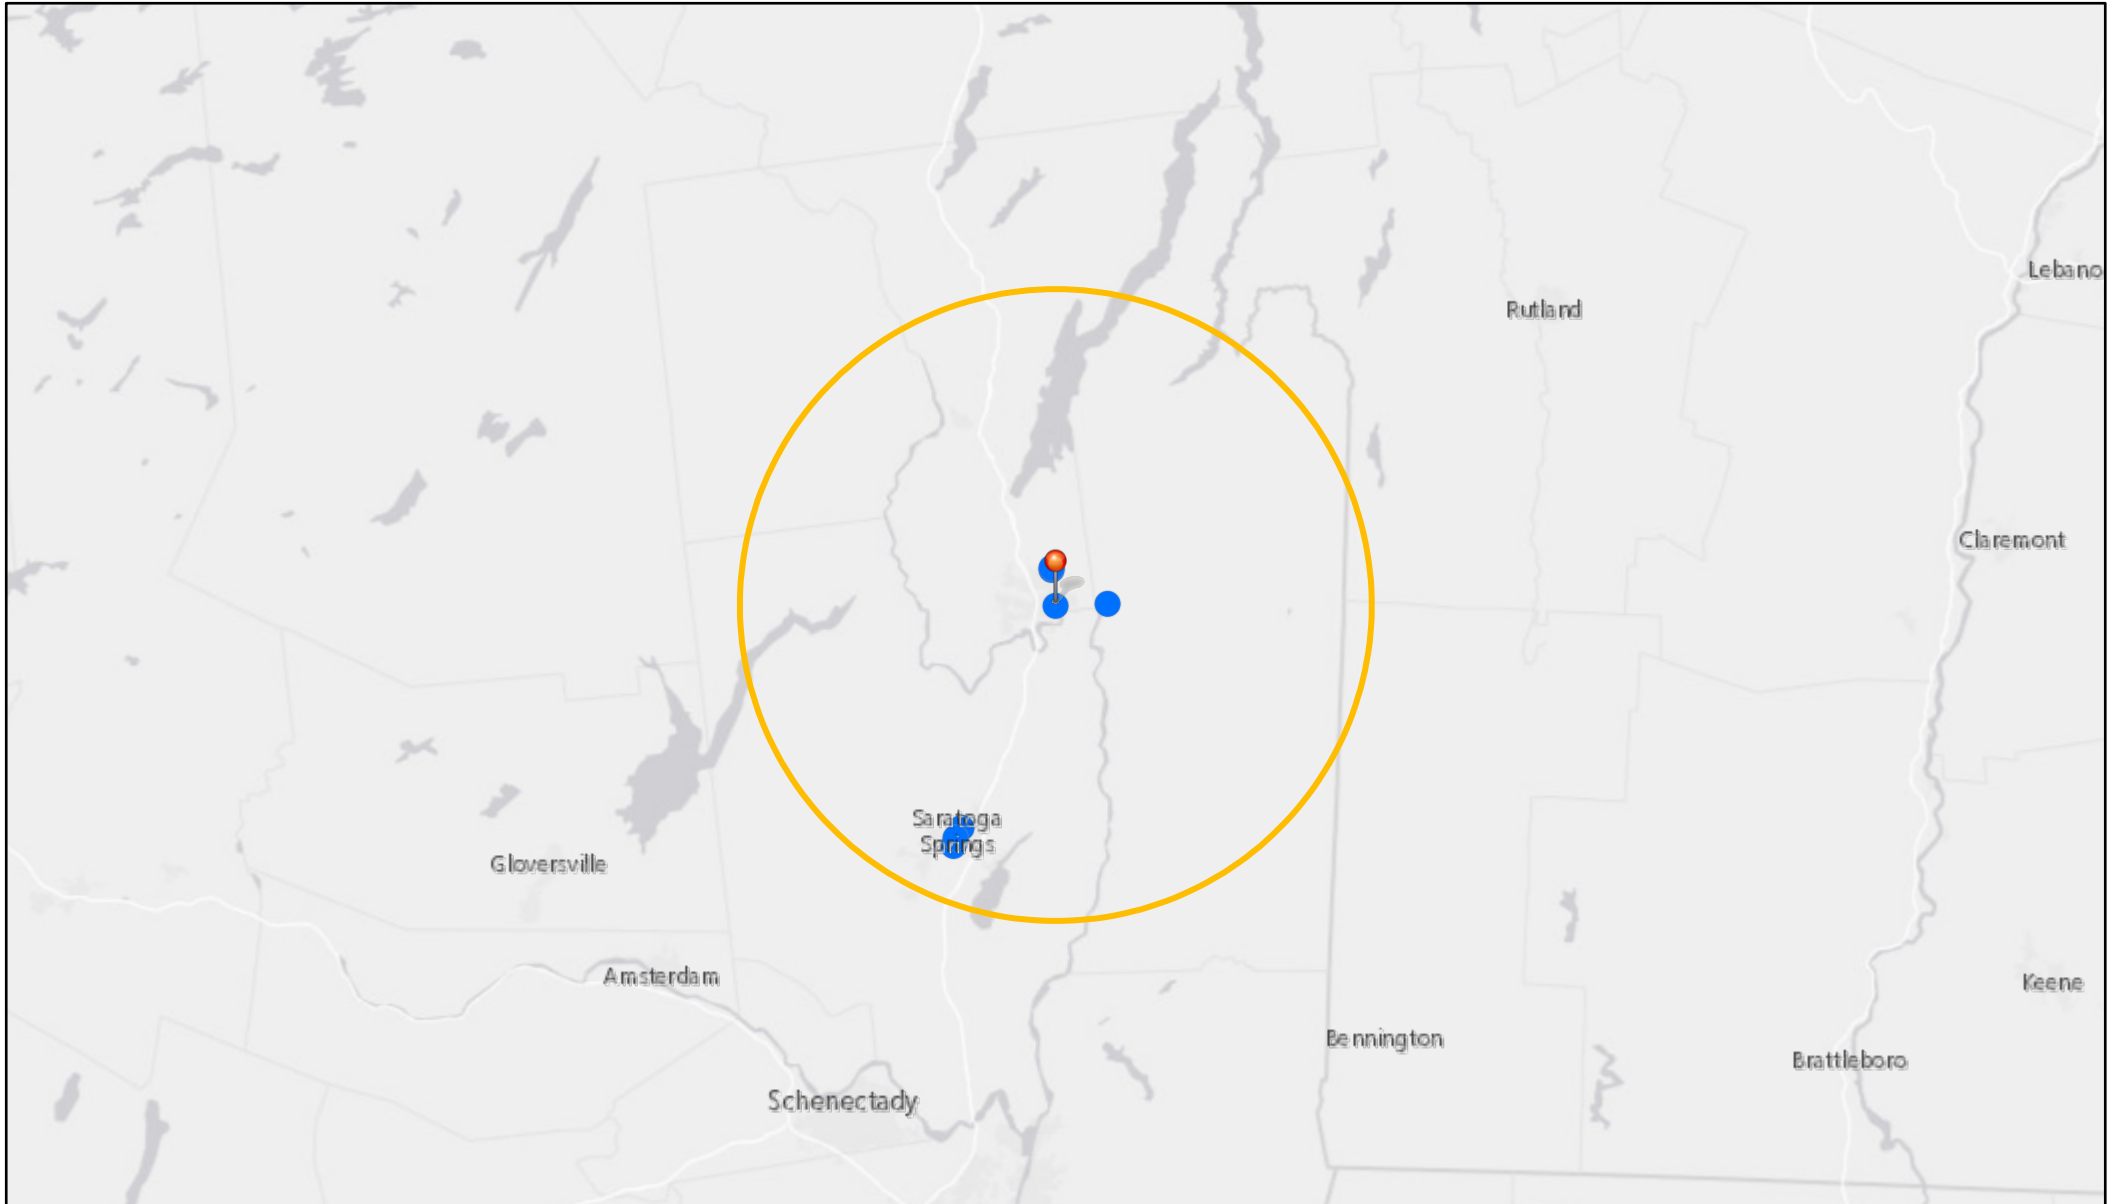 Lebano
Rutland
Claremont
Saratoga
Springs
Gloversville
Amsterdam
Keene
Bennington
Brattleboro
Schenectady